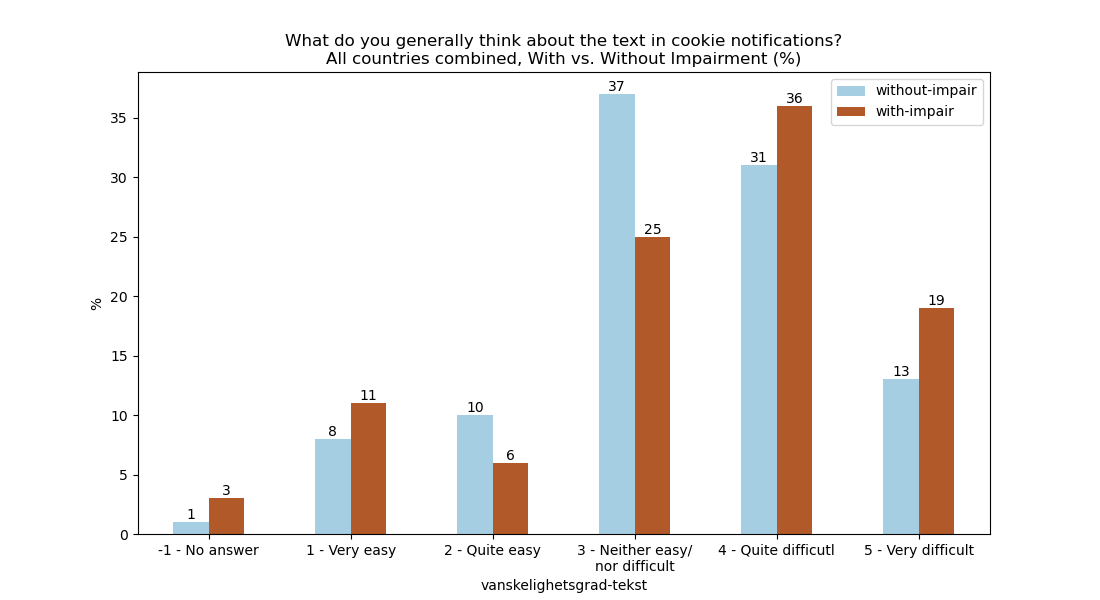 What do you generally think about the text in cookie notifications?
All countries combined, With vs. Without Impairment (%)
without-impair
with-impair
%
35
30
25
20
15
10
5
0
1
3
8
11
10
6
37
25
31
36
13
19
-1 - No answer
1 - Very easy
2 - Quite easy
3 - Neither easy/
nor difficult
4 - Quite difficutl
5 - Very difficult
vanskelighetsgrad-tekst